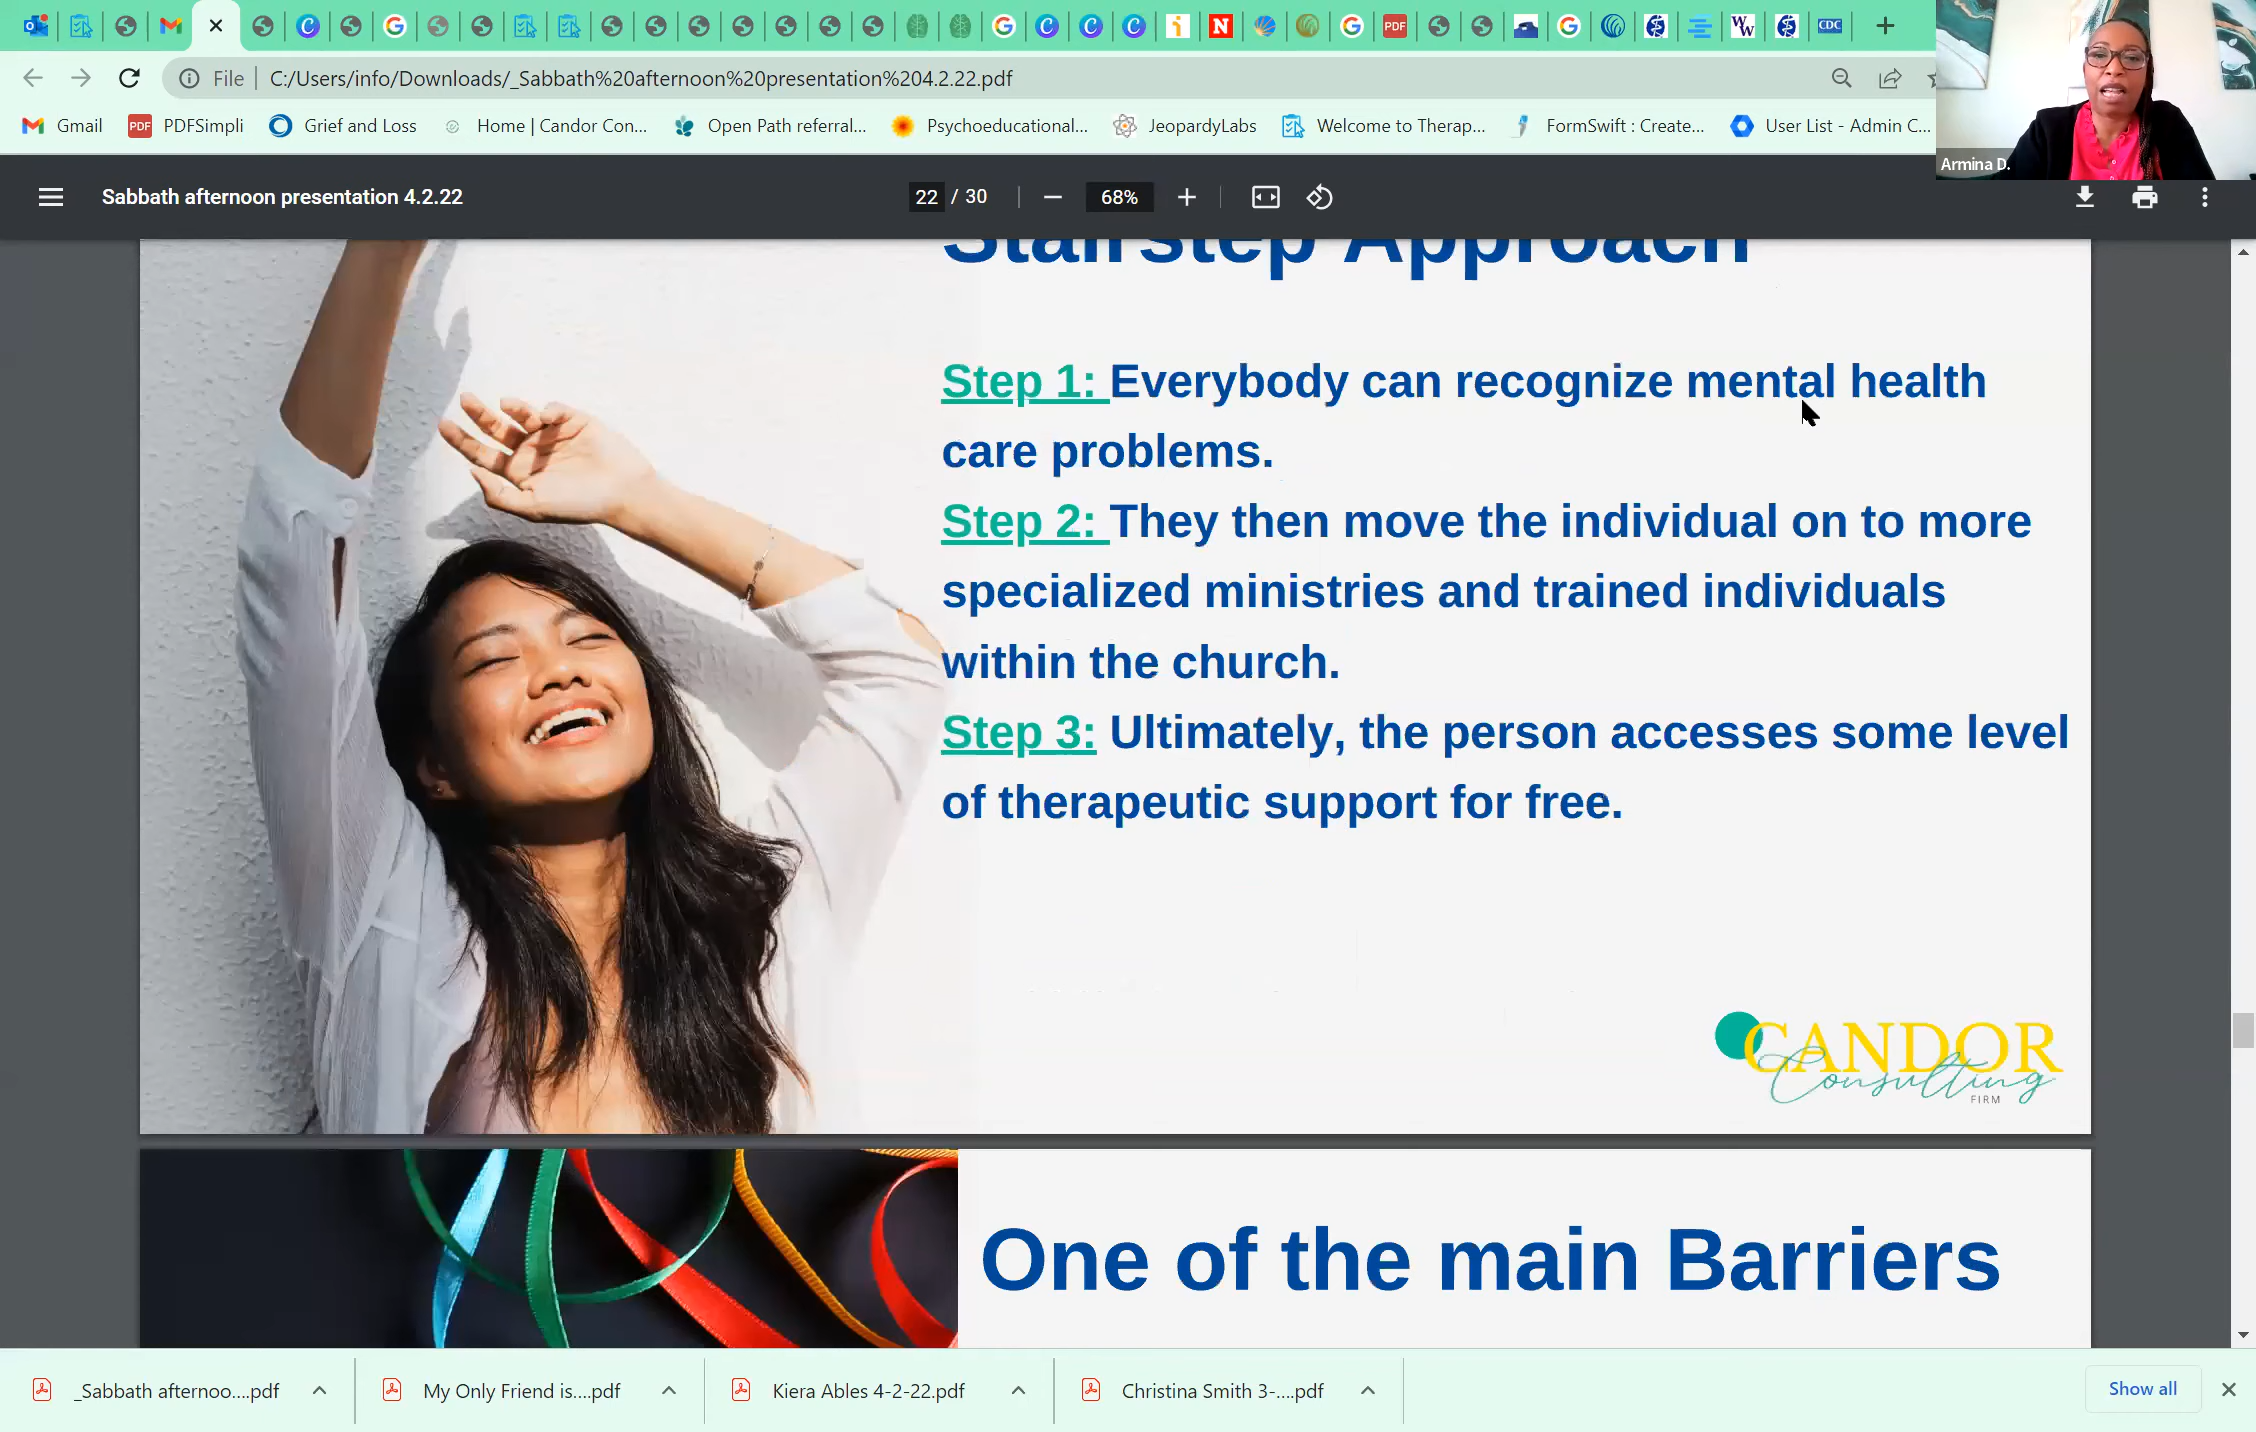 File
C:/Users/info/Downloads/_Sabbath%20afternoon%20presentation%204.2.22.pdf
Gmail
PDFSimpli
Grief and Loss
Home | Candor Con...
Open Path referral...
Psychoeducational...
JeopardyLabs
Welcome to Therap...
FormSwift : Create...
User List - Admin C...
Armina D.
Sabbath afternoon presentation 4.2.22
22 / 30
68%
Stairstep Approach
Step 1: Everybody can recognize mental health
care problems.
Step 2: They then move the individual on to more
specialized ministries and trained individuals
within the church.
Step 3: Ultimately, the person accesses some level
of therapeutic support for free.
CANDOR
Consulting
FIRM
One of the main Barriers
_Sabbath afternoo....pdf
My Only Friend is....pdf
Kiera Ables 4-2-22.pdf
Christina Smith 3-....pdf
Show all